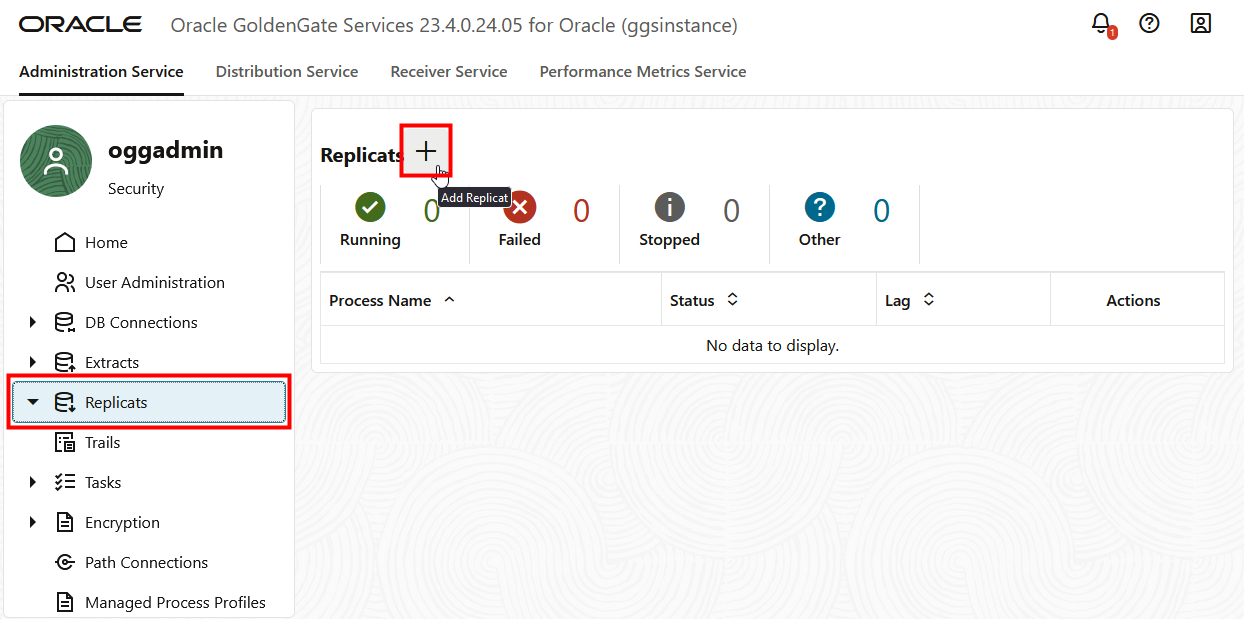 ORACLE Oracle GoldenGate Services 23.4.0.24.05 for Oracle (ggsinstance) 1
Administration Service Distribution Service Receiver Service Performance Metrics Service
oggadmin
Security
Home
User Administration
DB Connections
Extracts
Replicats
Trails
Tasks
Encryption
Path Connections
Managed Process Profiles
Replicats
Add Replicat
0 0 0 0
Running Failed Stopped Other
Process Name Status Lag Actions
No data to display.